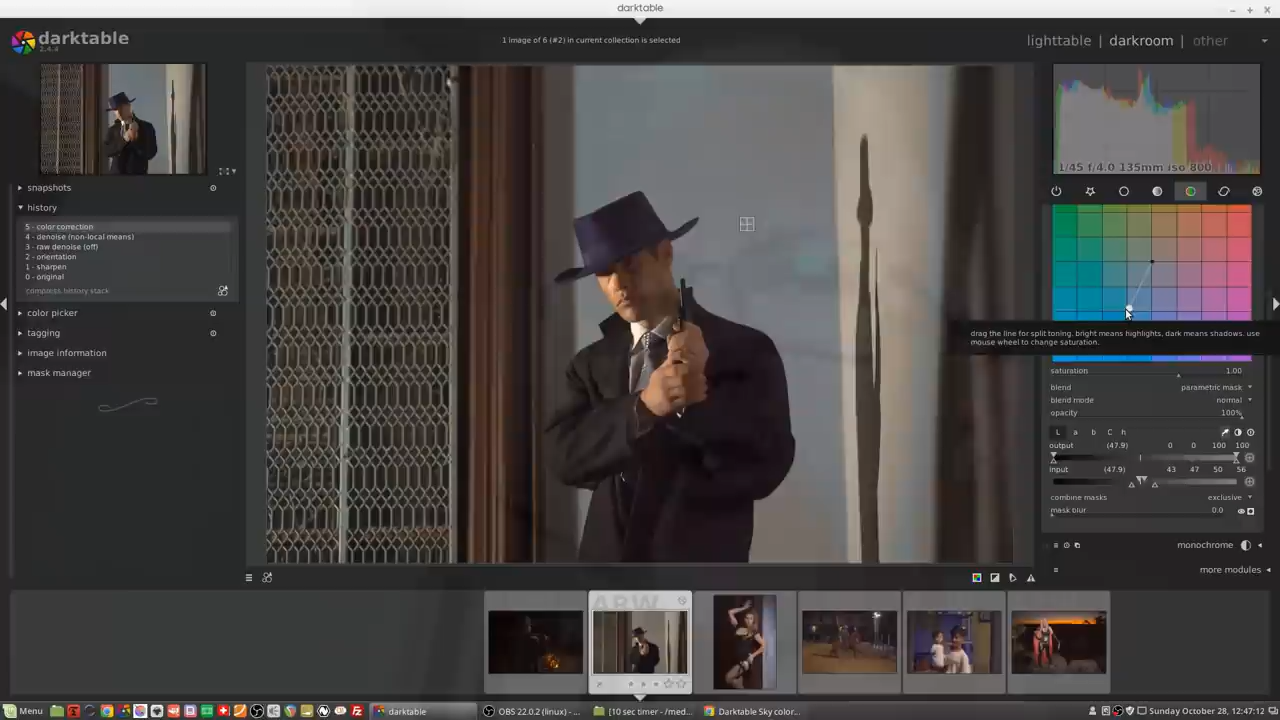 darktable
darktable
2.4.4
1 image of 6 (#2) in current collection is selected
lighttable | darkroom | other
1/45 f/4.0 135mm iso 800
snapshots
history
5 - color correction
4 - denoise (non-local means)
3 - raw denoise (off)
2 - orientation
1 - sharpen
0 - original
compress history stack
color picker
tagging
image information
mask manager
drag the line for split toning. bright means highlights, dark means shadows. use
mouse wheel to change saturation.
saturation 1.00
blend parametric mask
blend mode normal
opacity 100%
L a b C h
output (47.9) 0 0 100 100
input (47.9) 43 47 50 56
combine masks exclusive
mask blur 0.0
monochrome
more modules
ARW
Menu
darktable
OBS 22.0.2 (linux) - ...
[10 sec timer - /med...
Darktable Sky color...
Sunday October 28, 12:47:12